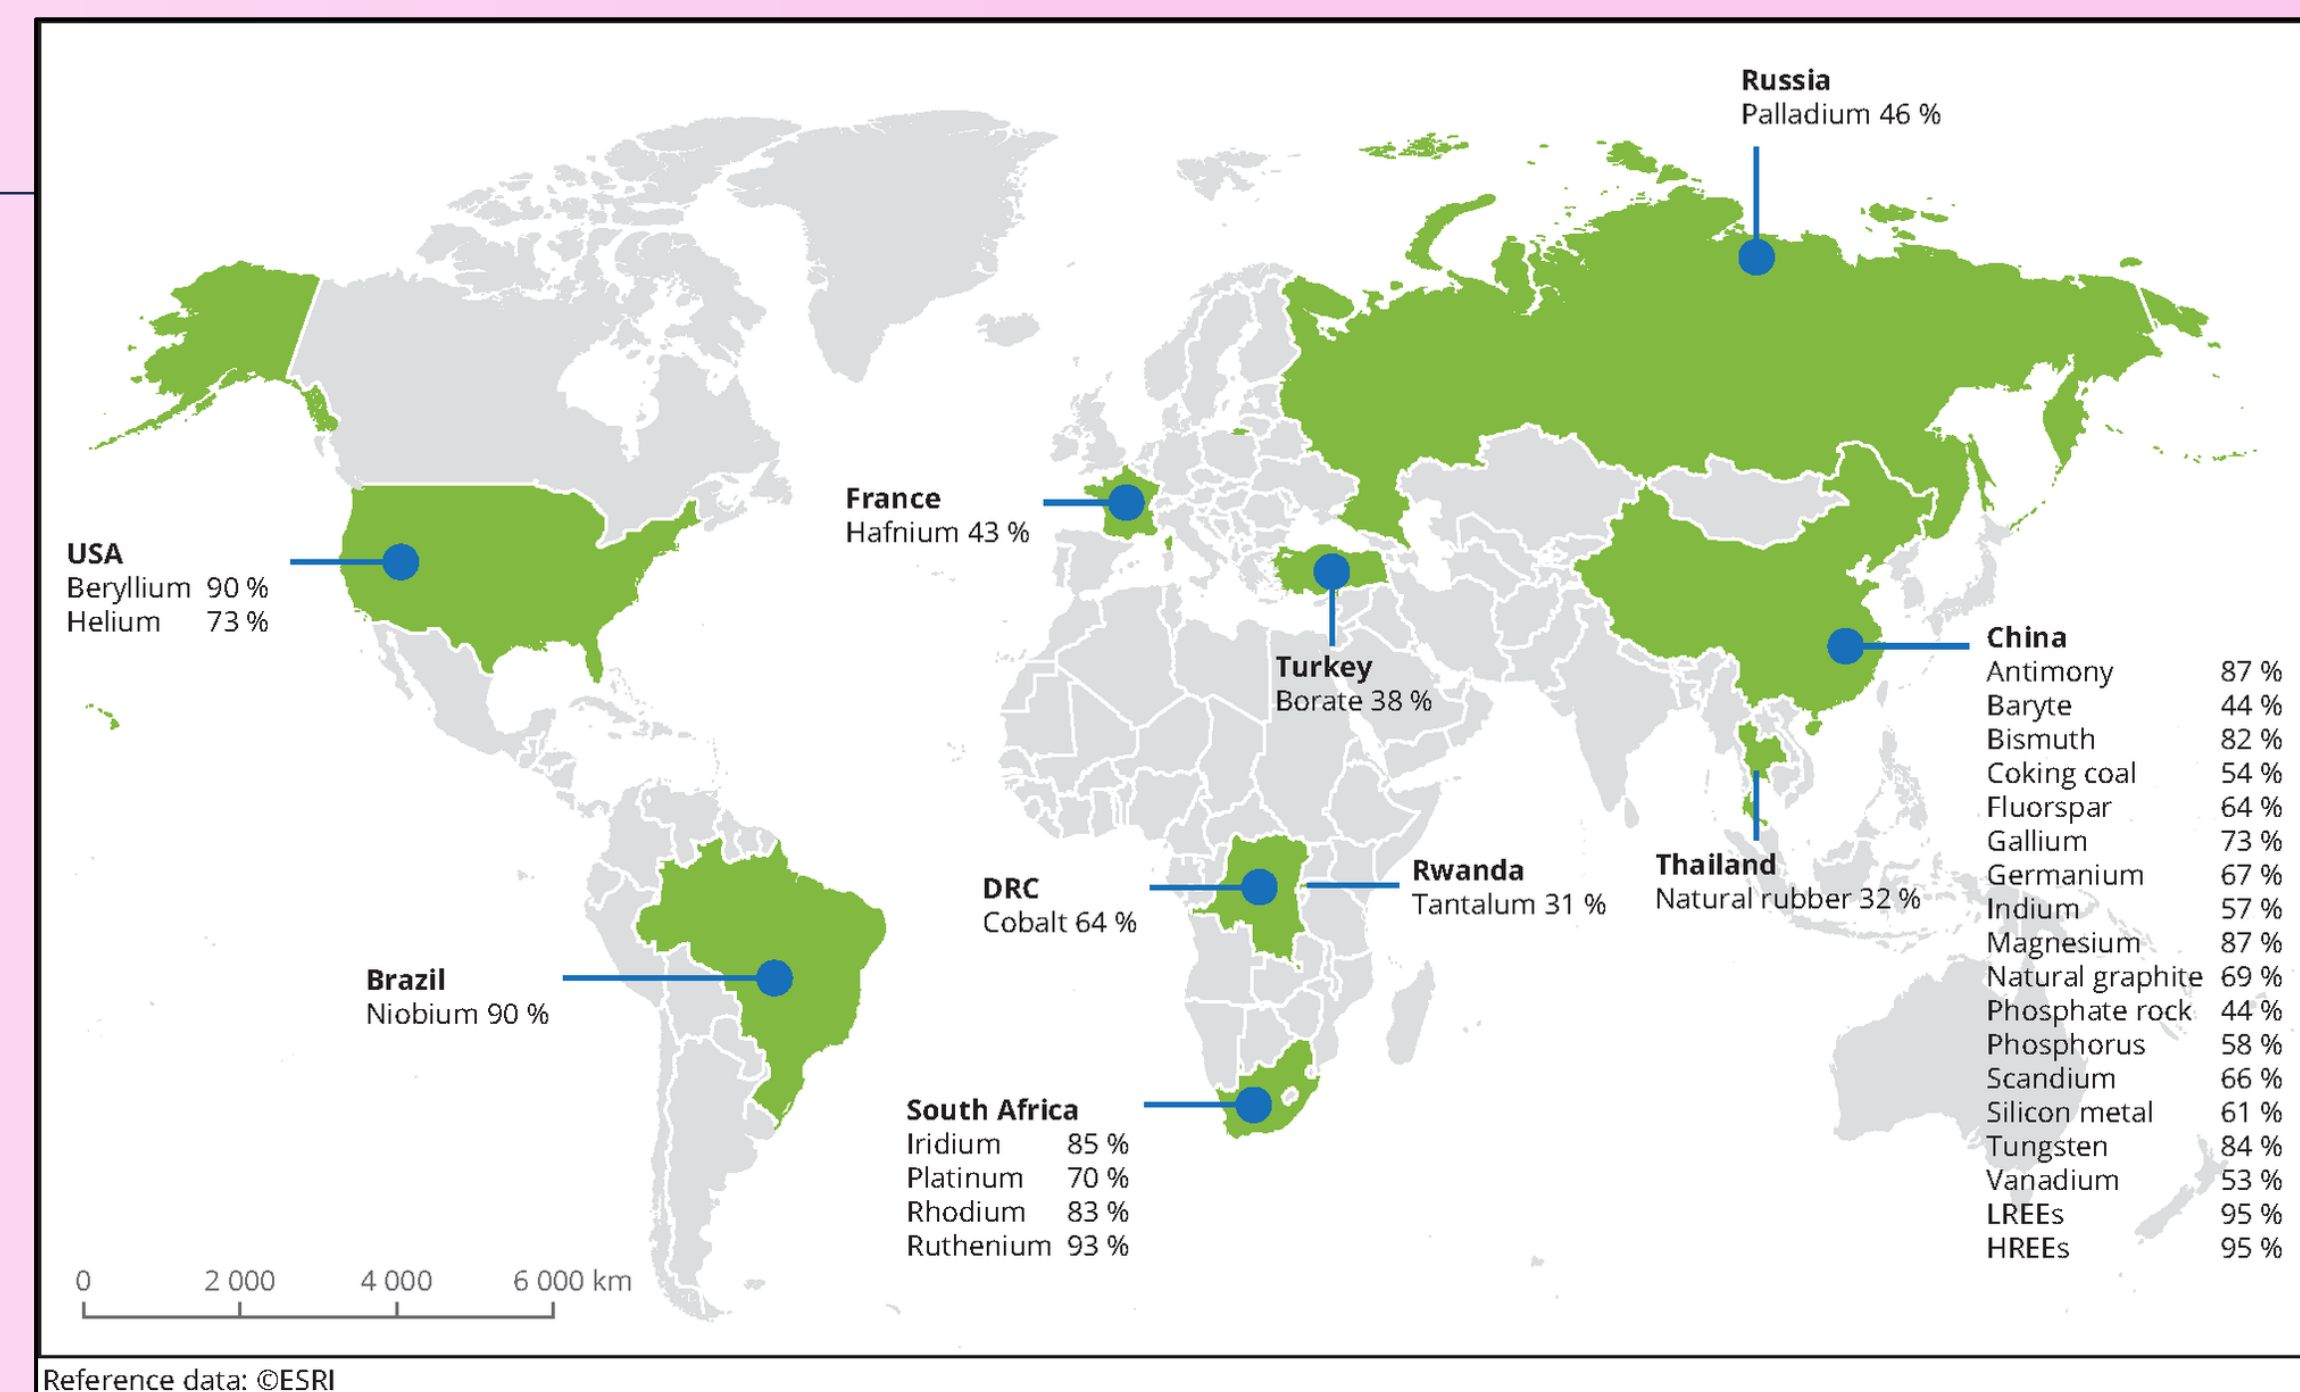 Russia
Palladium 46 %
France
Hafnium 43 %
USA
Beryllium 90 %
Helium 73 %
Turkey
Borate 38 %
China
Antimony 87 %
Baryte 44 %
Bismuth 82 %
Coking coal 54 %
Fluorspar 64 %
Gallium 73 %
Germanium 67 %
Indium 57 %
Magnesium 87 %
Natural graphite 69 %
Phosphate rock 44 %
Phosphorus 58 %
Scandium 66 %
Silicon metal 61 %
Tungsten 84 %
Vanadium 53 %
LREEs 95 %
HREEs 95 %
Thailand
Natural rubber 32 %
Rwanda
Tantalum 31 %
DRC
Cobalt 64 %
Brazil
Niobium 90 %
South Africa
Iridium 85 %
Platinum 70 %
Rhodium 83 %
Ruthenium 93 %
0 2 000 4 000 6 000 km
Reference data: ©ESRI